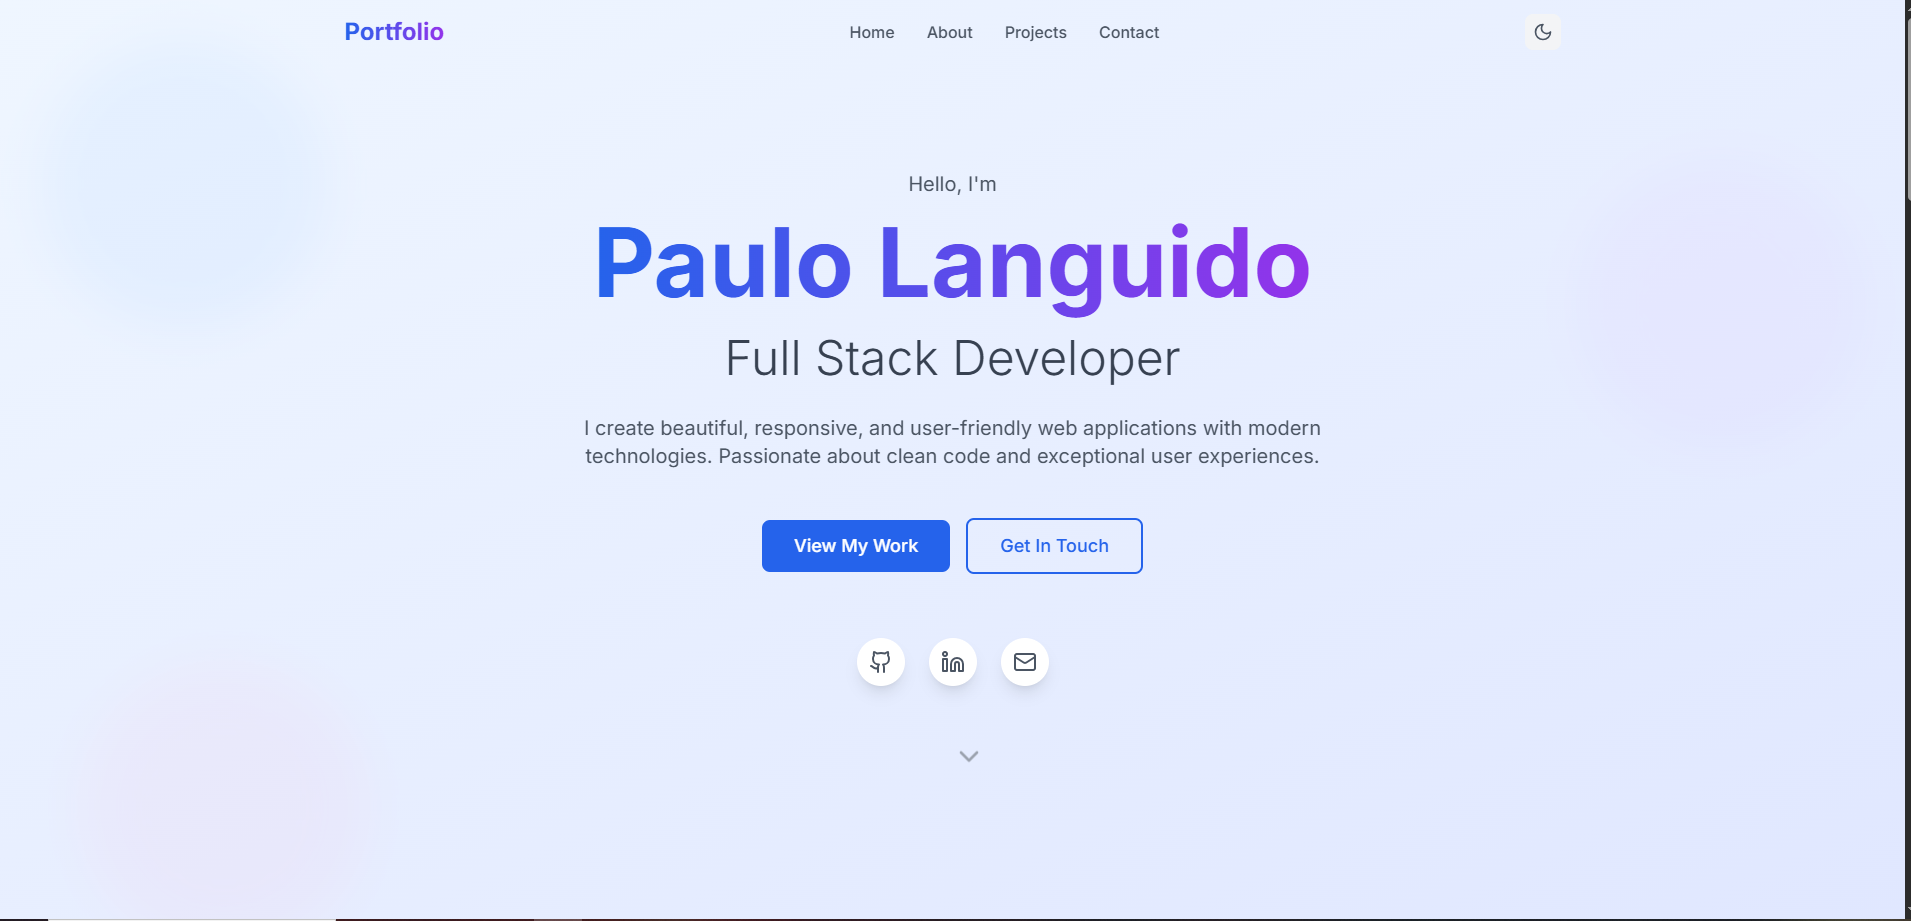 Portfolio
Home
About
Projects
Contact
Hello, I'm
Paulo Languido
Full Stack Developer
I create beautiful, responsive, and user-friendly web applications with modern
technologies. Passionate about clean code and exceptional user experiences.
View My Work
Get In Touch